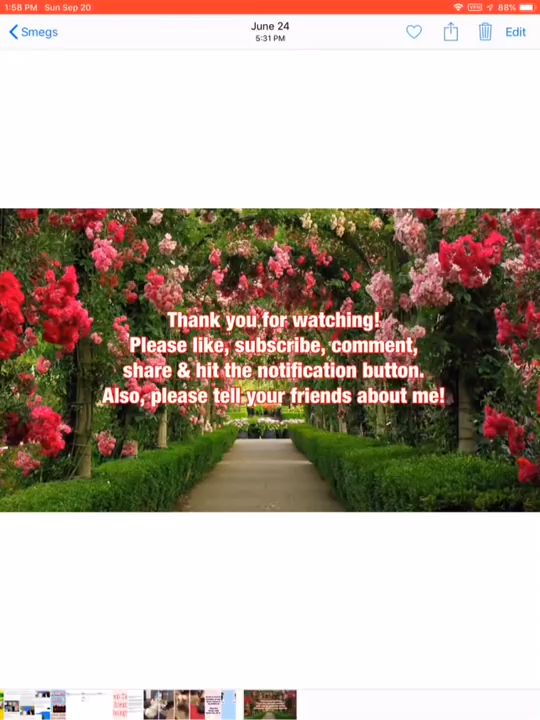 1:58 PM Sun Sep 20
VPN
88%
Smegs
June 24
5:31 PM
Edit
Thank you for watching!
Please like, subscribe, comment,
share & hit the notification button.
Also, please tell your friends about me!